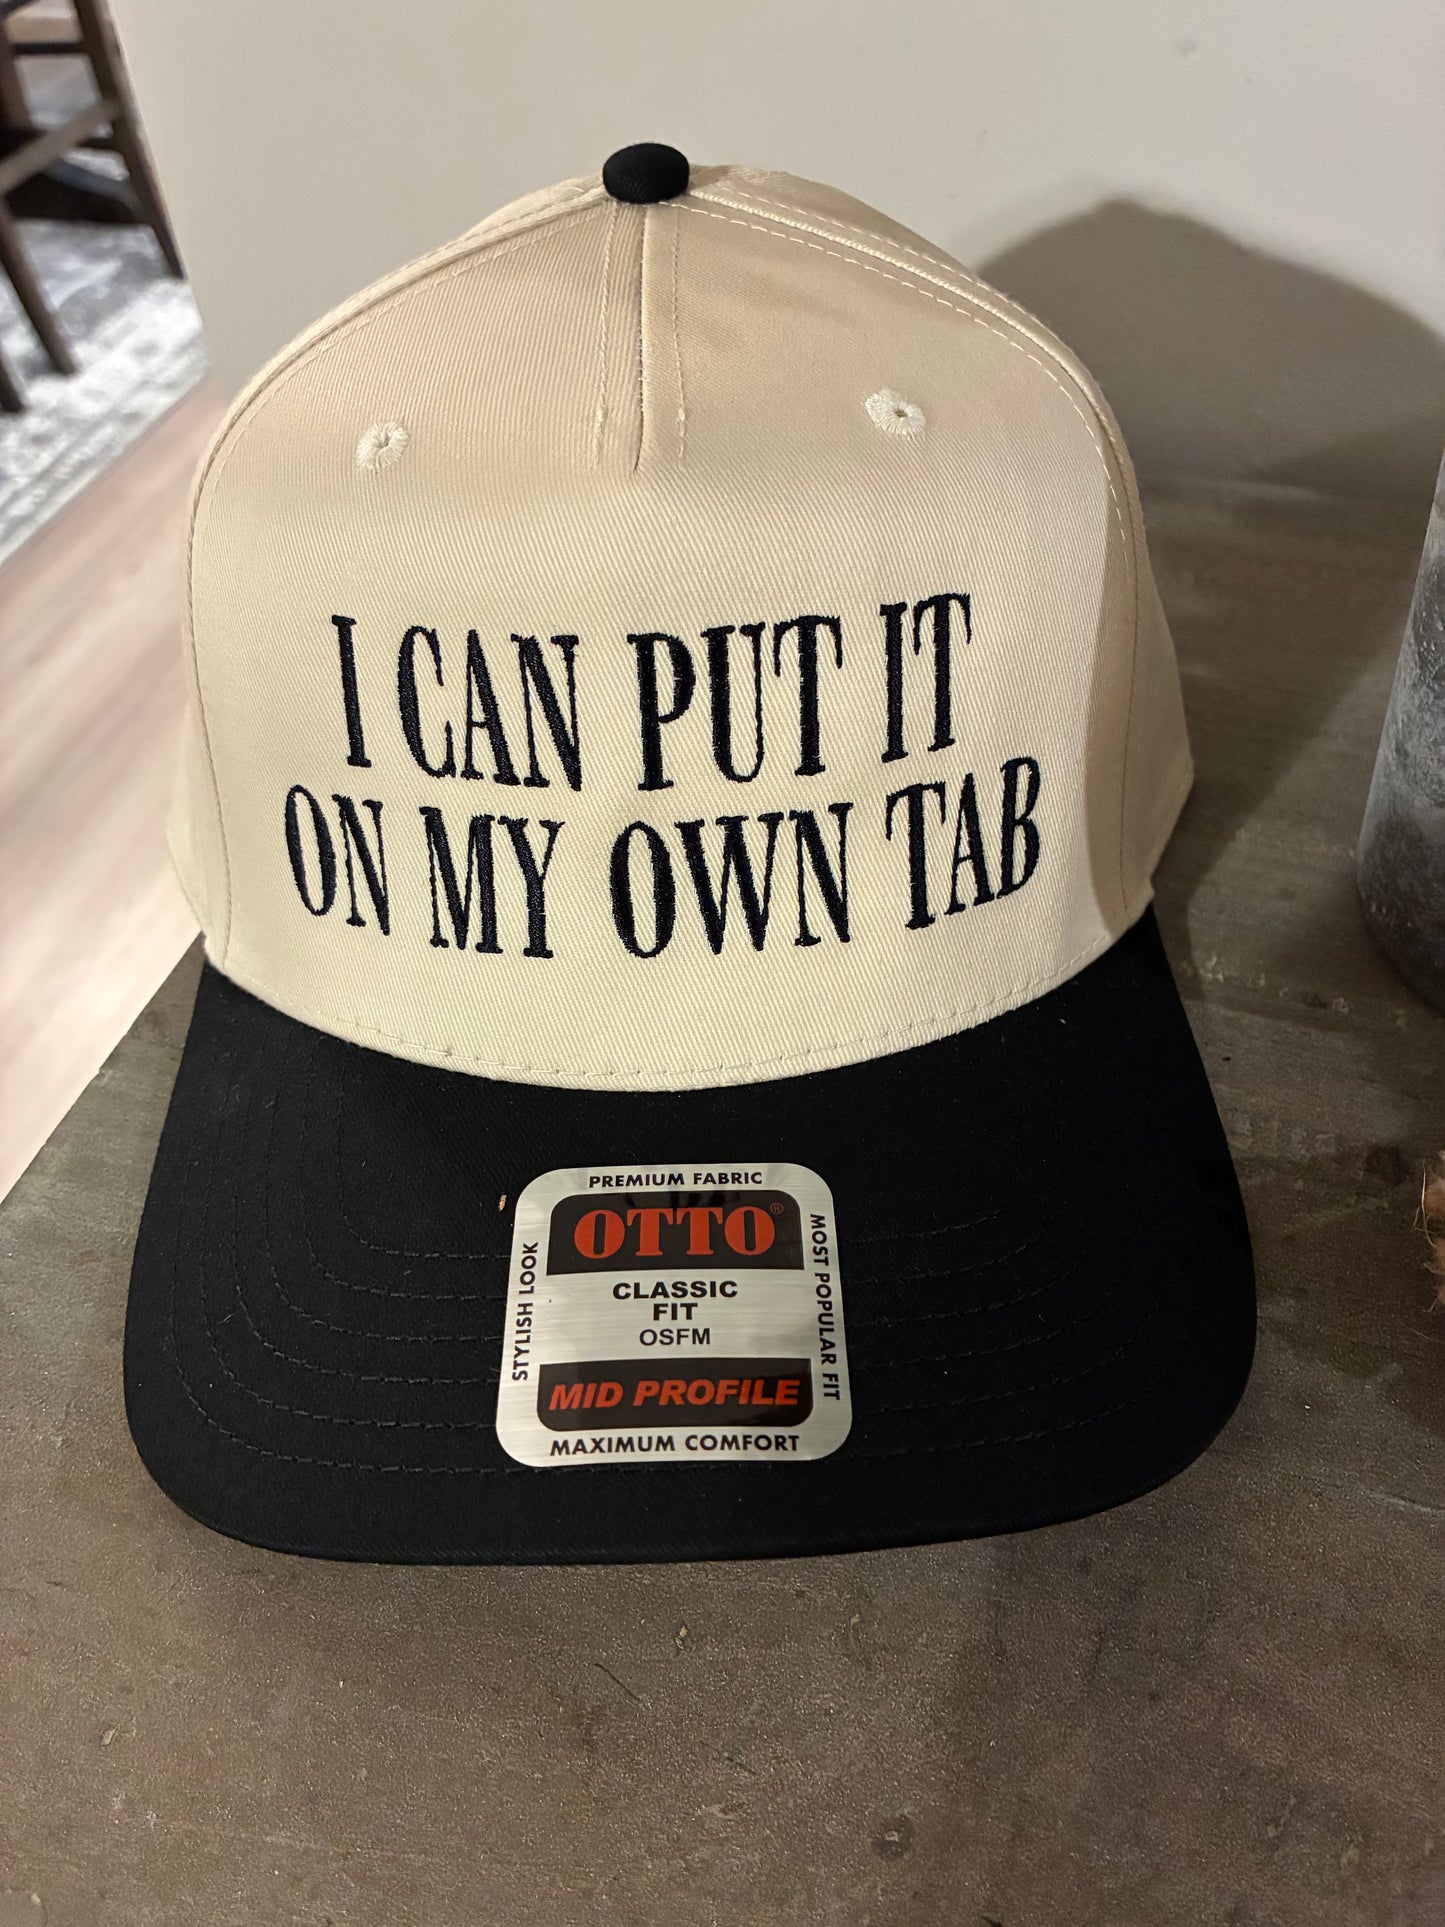 I CAN PUT IT
ON MY OWN TAB
PREMIUM FABRIC
OTTO®
CLASSIC
FIT
OSFM
MID PROFILE
MAXIMUM COMFORT
STYLISH LOOK
MOST POPULAR FIT